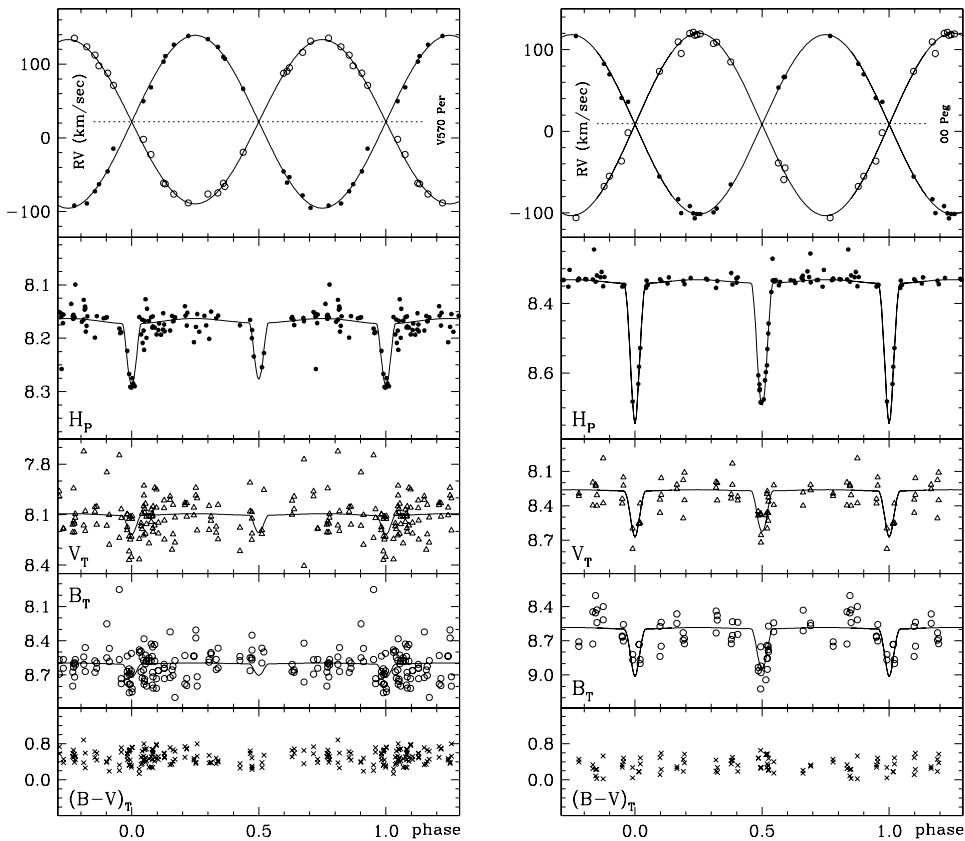 100
0
−100
RV (km/sec)
V570 Per
8.1
8.2
8.3
H_P
7.8
8.1
8.4
V_T
B_T
8.1
8.4
8.7
0.8
0.0
(B−V)_T
0.0
0.5
1.0
phase
100
0
−100
RV (km/sec)
OO Peg
8.4
8.6
H_P
8.1
8.4
8.7
V_T
8.4
8.7
9.0
B_T
0.8
0.0
(B−V)_T
0.0
0.5
1.0
phase